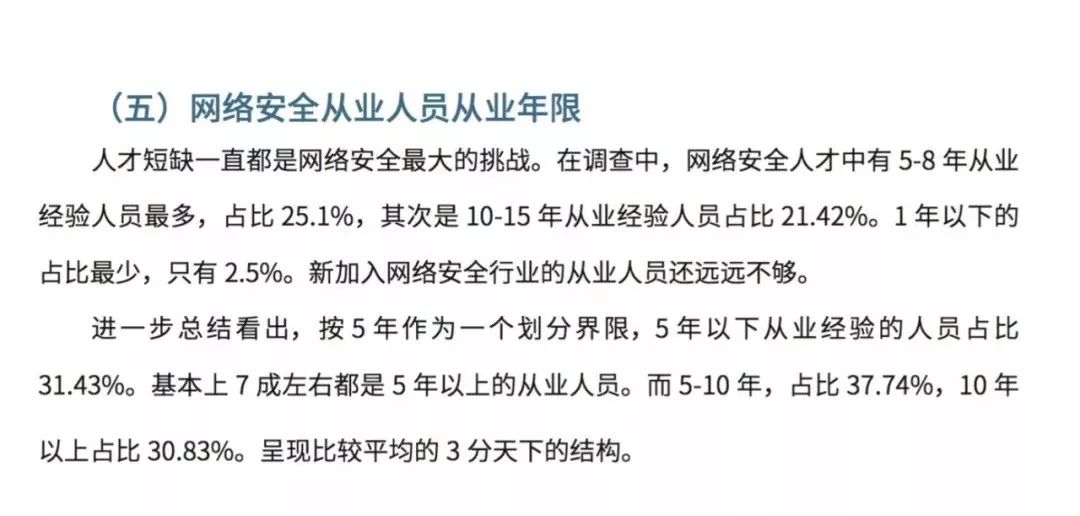 （五）网络安全从业人员从业年限
人才短缺一直都是网络安全最大的挑战。在调查中，网络安全人才中有 5-8 年从业
经验人员最多，占比 25.1%，其次是 10-15 年从业经验人员占比 21.42%。1 年以下的
占比最少，只有 2.5%。新加入网络安全行业的从业人员还远远不够。
进一步总结看出，按 5 年作为一个划分界限，5 年以下从业经验的人员占比
31.43%。基本上 7 成左右都是 5 年以上的从业人员。而 5-10 年，占比 37.74%，10 年
以上占比 30.83%。呈现比较平均的 3 分天下的结构。